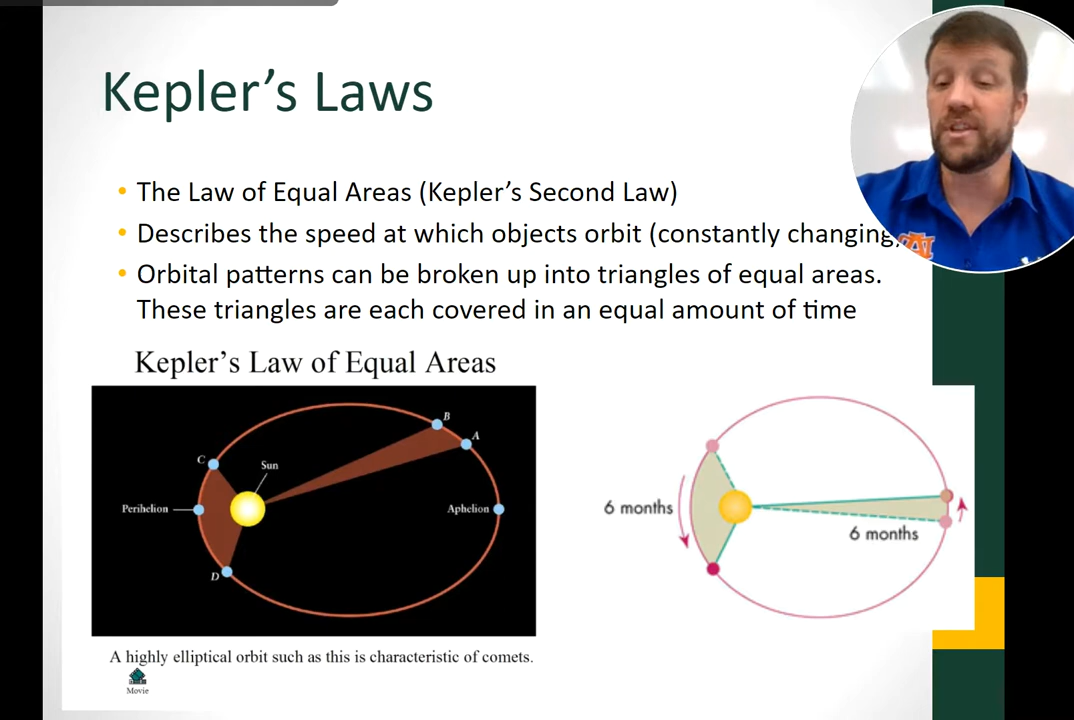 Kepler's Laws
• The Law of Equal Areas (Kepler's Second Law)
• Describes the speed at which objects orbit (constantly changing
• Orbital patterns can be broken up into triangles of equal areas.
These triangles are each covered in an equal amount of time
Kepler's Law of Equal Areas
B
A
C
Sun
Perihelion
Aphelion
D
6 months
6 months
A highly elliptical orbit such as this is characteristic of comets.
Movie
AU